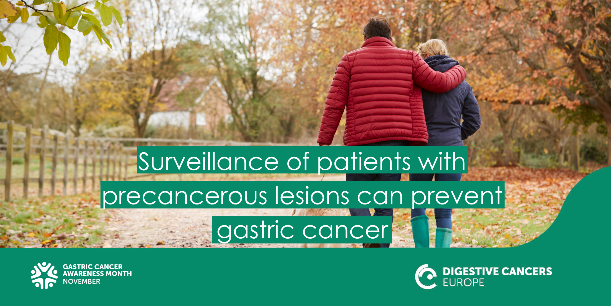 Surveillance of patients with
precancerous lesions can prevent
gastric cancer
GASTRIC CANCER
AWARENESS MONTH
NOVEMBER
DIGESTIVE CANCERS
EUROPE